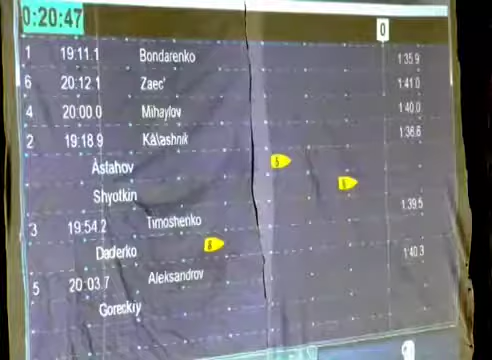 0:20:47
0
1 19:11.1 Bondarenko 1:35.9
6 20:12.1 Zaec' 1:41.0
4 20:00.0 Mihaylov 1:40.0
2 19:18.9 Kalashnik 1:36.6
Astahov 5
Shyotkin
3 19:54.2 Timoshenko 1:39.5
Daderko
5 20:03.7 Aleksandrov 1:40.3
Goreckiy